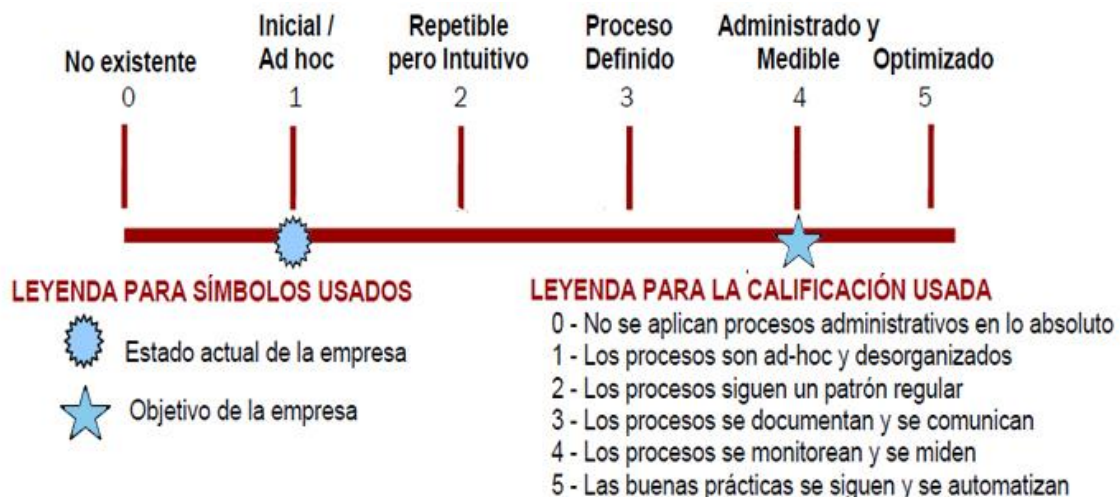 No existente
0
Inicial /
Ad hoc
1
Repetible
pero Intuitivo
2
Proceso
Definido
3
Administrado y
Medible
4
Optimizado
5
LEYENDA PARA SÍMBOLOS USADOS
Estado actual de la empresa
Objetivo de la empresa
LEYENDA PARA LA CALIFICACIÓN USADA
0 - No se aplican procesos administrativos en lo absoluto
1 - Los procesos son ad-hoc y desorganizados
2 - Los procesos siguen un patrón regular
3 - Los procesos se documentan y se comunican
4 - Los procesos se monitorean y se miden
5 - Las buenas prácticas se siguen y se automatizan